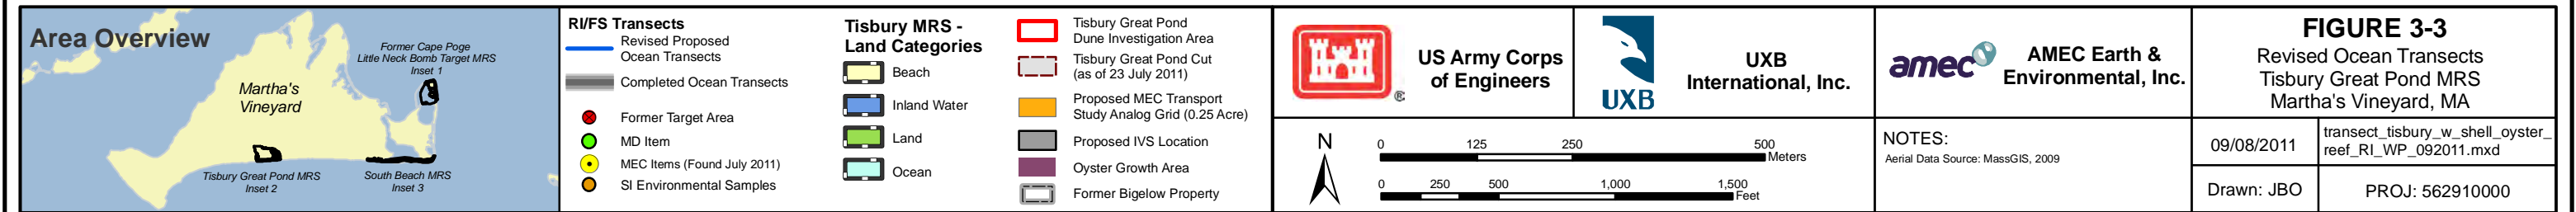 Area Overview
Former Cape Poge
Little Neck Bomb Target MRS
Inset 1
Martha's
Vineyard
Tisbury Great Pond MRS
Inset 2
South Beach MRS
Inset 3
RI/FS Transects
Revised Proposed
Ocean Transects
Completed Ocean Transects
Former Target Area
MD Item
MEC Items (Found July 2011)
SI Environmental Samples
Tisbury MRS -
Land Categories
Beach
Inland Water
Land
Ocean
Tisbury Great Pond
Dune Investigation Area
Tisbury Great Pond Cut
(as of 23 July 2011)
Proposed MEC Transport
Study Analog Grid (0.25 Acre)
Proposed IVS Location
Oyster Growth Area
Former Bigelow Property
®
US Army Corps
of Engineers
UXB
UXB
International, Inc.
amec
AMEC Earth &
Environmental, Inc.
N
0 125 250 500
Meters
0 250 500 1,000 1,500
Feet
NOTES:
Aerial Data Source: MassGIS, 2009
FIGURE 3-3
Revised Ocean Transects
Tisbury Great Pond MRS
Martha's Vineyard, MA
09/08/2011
transect_tisbury_w_shell_oyster_
reef_RI_WP_092011.mxd
Drawn: JBO
PROJ: 562910000